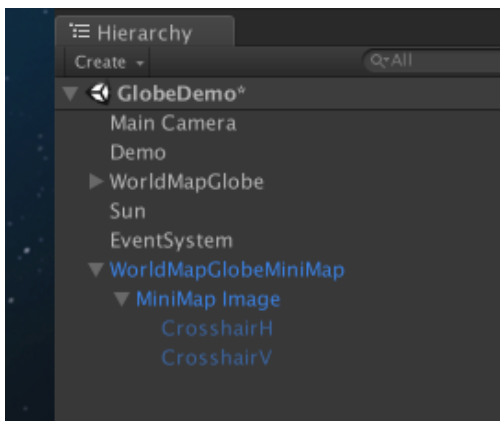 Hierarchy
Create
All
GlobeDemo*
Main Camera
Demo
WorldMapGlobe
Sun
EventSystem
WorldMapGlobeMiniMap
MiniMap Image
CrosshairH
CrosshairV